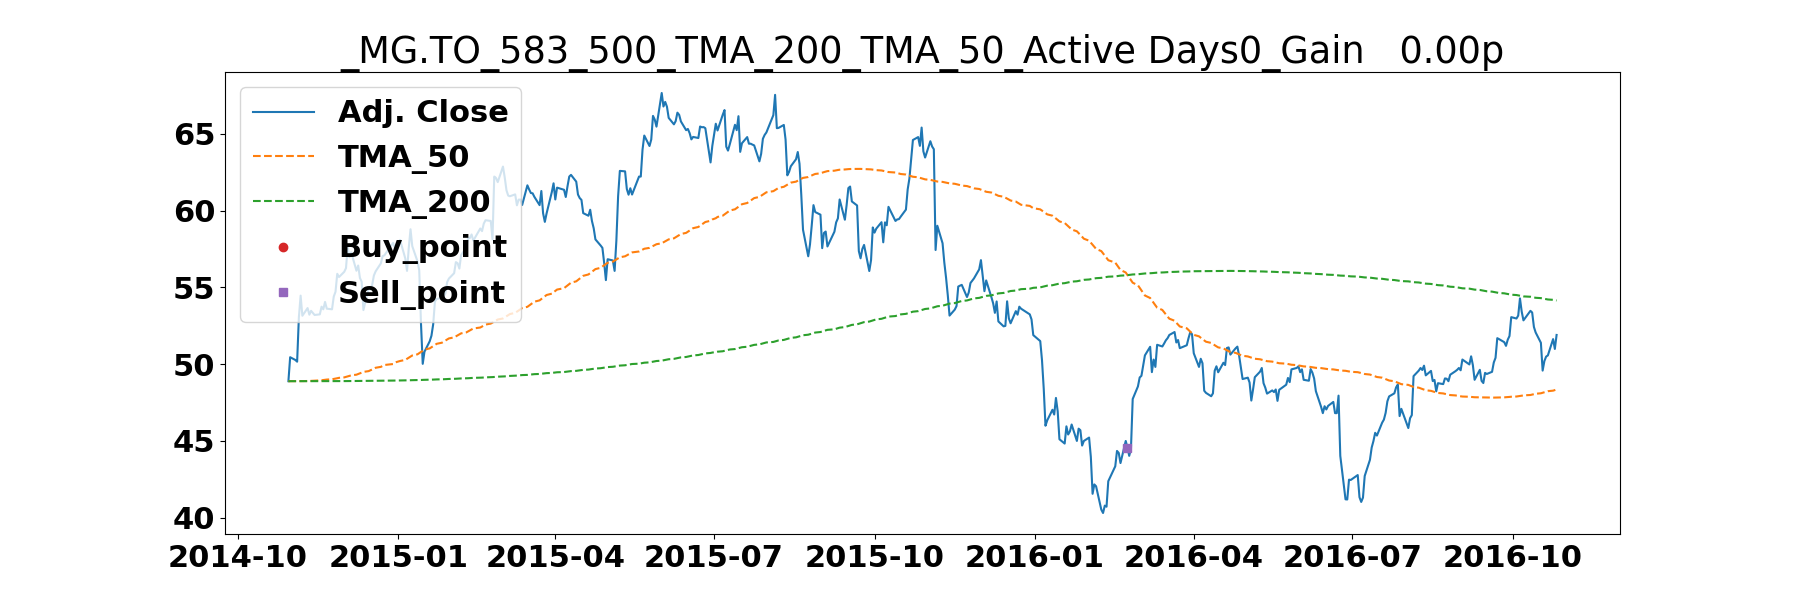 _MG.TO_583_500_TMA_200_TMA_50_Active Days0_Gain   0.00p
Adj. Close
TMA_50
TMA_200
Buy_point
Sell_point
65
60
55
50
45
40
2014-10 2015-01 2015-04 2015-07 2015-10 2016-01 2016-04 2016-07 2016-10